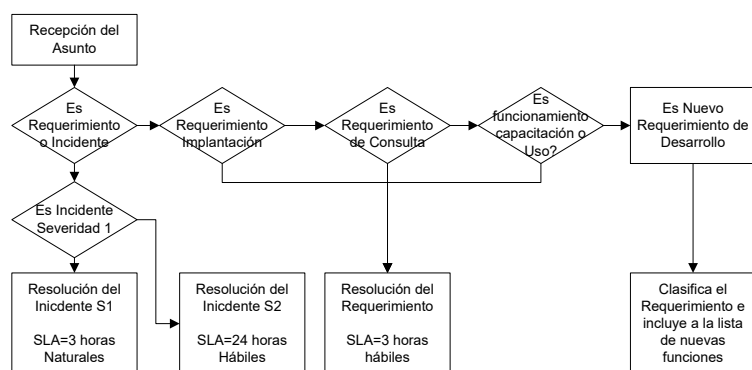 Recepción del
Asunto
Es
Requerimiento
o Incidente
Es
Requerimiento
Implantación
Es
Requerimiento
de Consulta
Es
funcionamiento
capacitación o
Uso?
Es Nuevo
Requerimiento de
Desarrollo
Es Incidente
Severidad 1
Resolución del
Inicdente S1
SLA=3 horas
Naturales
Resolución del
Inicdente S2
SLA=24 horas
Hábiles
Resolución del
Requerimiento
SLA=3 horas
hábiles
Clasifica el
Requerimiento e
incluye a la lista
de nuevas
funciones